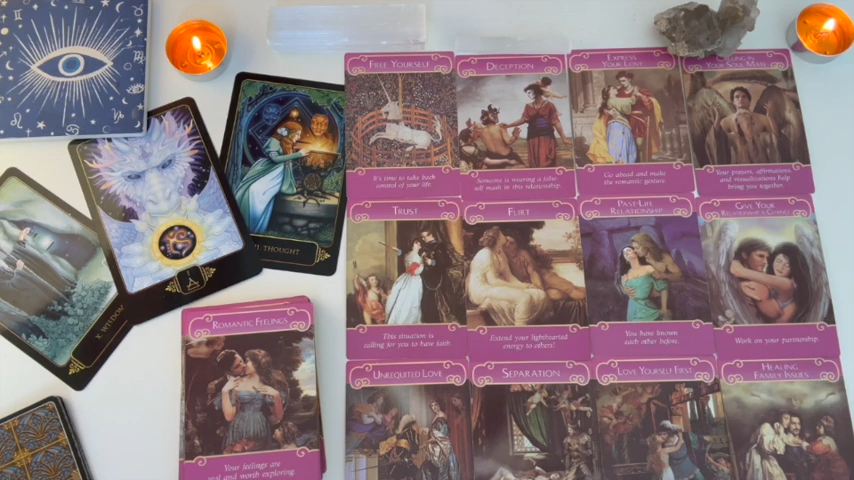 FREE YOURSELF
It's time to take back
control of your life.
DECEPTION
Someone is wearing a false-
self mask in this relationship.
EXPRESS
YOUR LOVE
Go ahead and make
the romantic gesture.
YOUR SOUL MATE
Your prayers, affirmations,
and visualizations help
bring you together.
THOUGHT
X. WISDOM
TRUST
This situation is
calling for you to have faith.
FLIRT
Extend your lighthearted
energy to others!
PAST-LIFE
RELATIONSHIP
You have known
each other before.
GIVE YOUR
RELATIONSHIP A CHANCE
Work on your partnership.
ROMANTIC FEELINGS
Your feelings are
real and worth exploring.
UNREQUITED LOVE
SEPARATION
LOVE YOURSELF FIRST
HEALING
FAMILY ISSUES